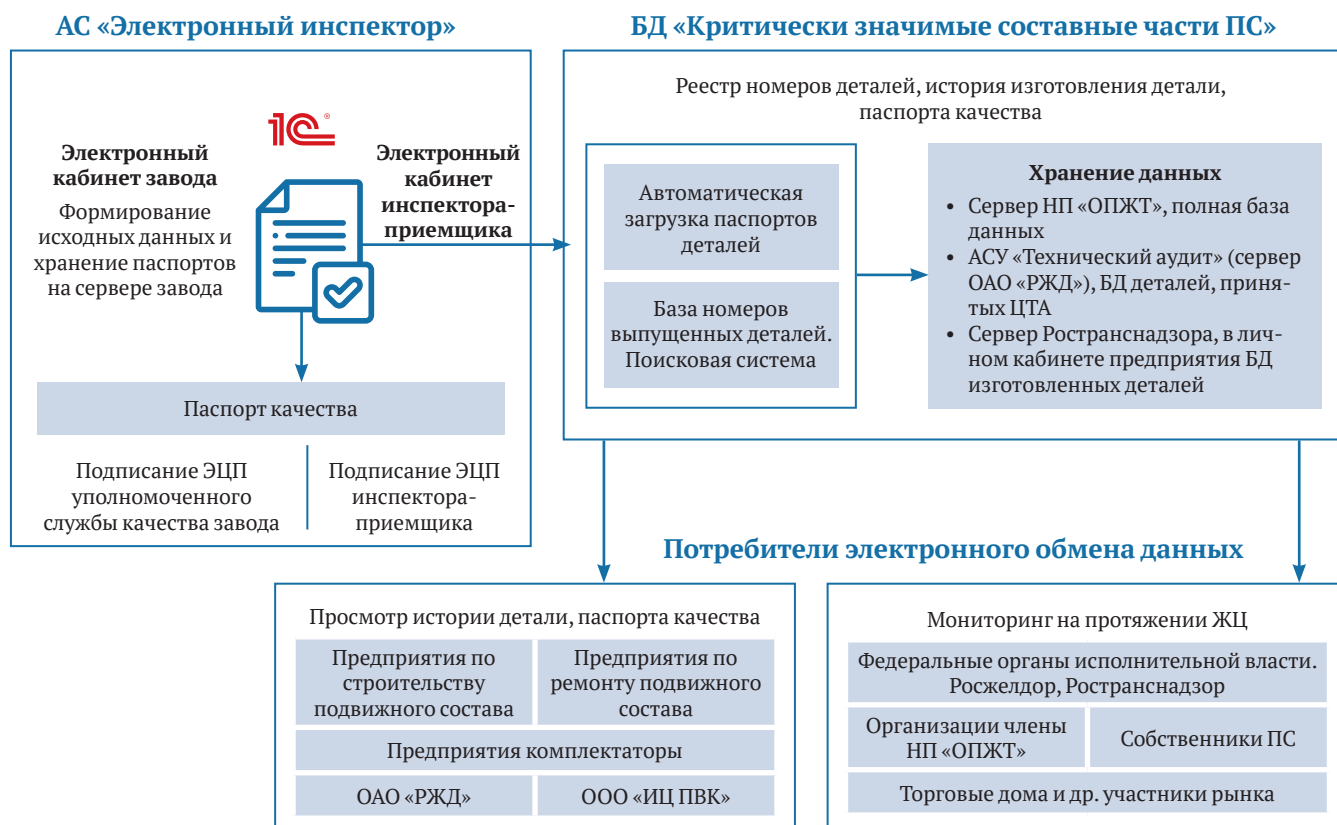 АС «Электронный инспектор»
1С®
Электронный
кабинет завода
Формирование
исходных данных и
хранение паспортов
на сервере завода
Электронный
кабинет
инспектора-
приемщика
Паспорт качества
Подписание ЭЦП
уполномоченного
службы качества завода
Подписание ЭЦП
инспектора-
приемщика
БД «Критически значимые составные части ПС»
Реестр номеров деталей, история изготовления детали,
паспорта качества
Автоматическая
загрузка паспортов
деталей
База номеров
выпущенных деталей.
Поисковая система
Хранение данных
• Сервер НП «ОПЖТ», полная база
данных
• АСУ «Технический аудит» (сервер
ОАО «РЖД»), БД деталей, приня-
тых ЦТА
• Сервер Ространснадзора, в лич-
ном кабинете предприятия БД
изготовленных деталей
Потребители электронного обмена данных
Просмотр истории детали, паспорта качества
Предприятия по
строительству
подвижного состава
Предприятия по
ремонту подвижного
состава
Предприятия комплектаторы
ОАО «РЖД»
ООО «ИЦ ПВК»
Мониторинг на протяжении ЖЦ
Федеральные органы исполнительной власти.
Росжелдор, Ространснадзор
Организации члены
НП «ОПЖТ»
Собственники ПС
Торговые дома и др. участники рынка